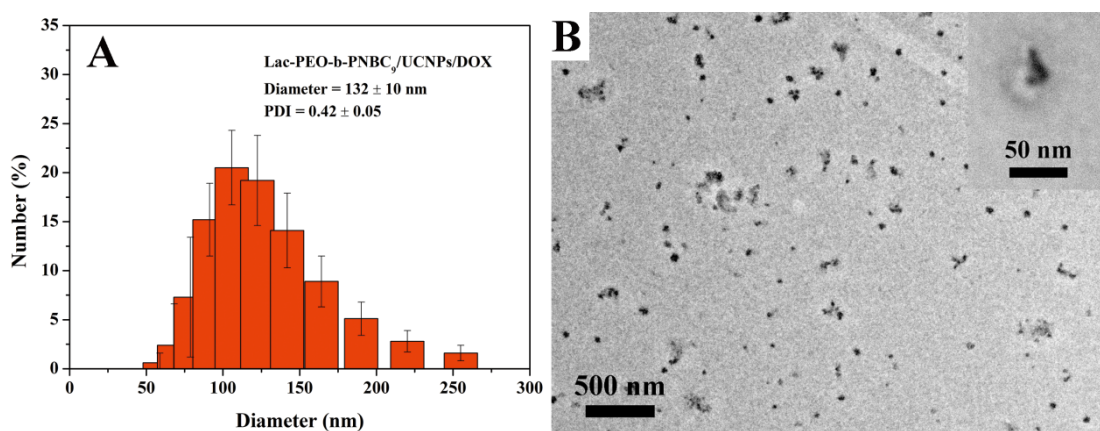 A
Lac-PEO-b-PNBC₉/UCNPs/DOX
Diameter = 132 ± 10 nm
PDI = 0.42 ± 0.05
Number (%)
35
30
25
20
15
10
5
0
0 50 100 150 200 250 300
Diameter (nm)
B
50 nm
500 nm